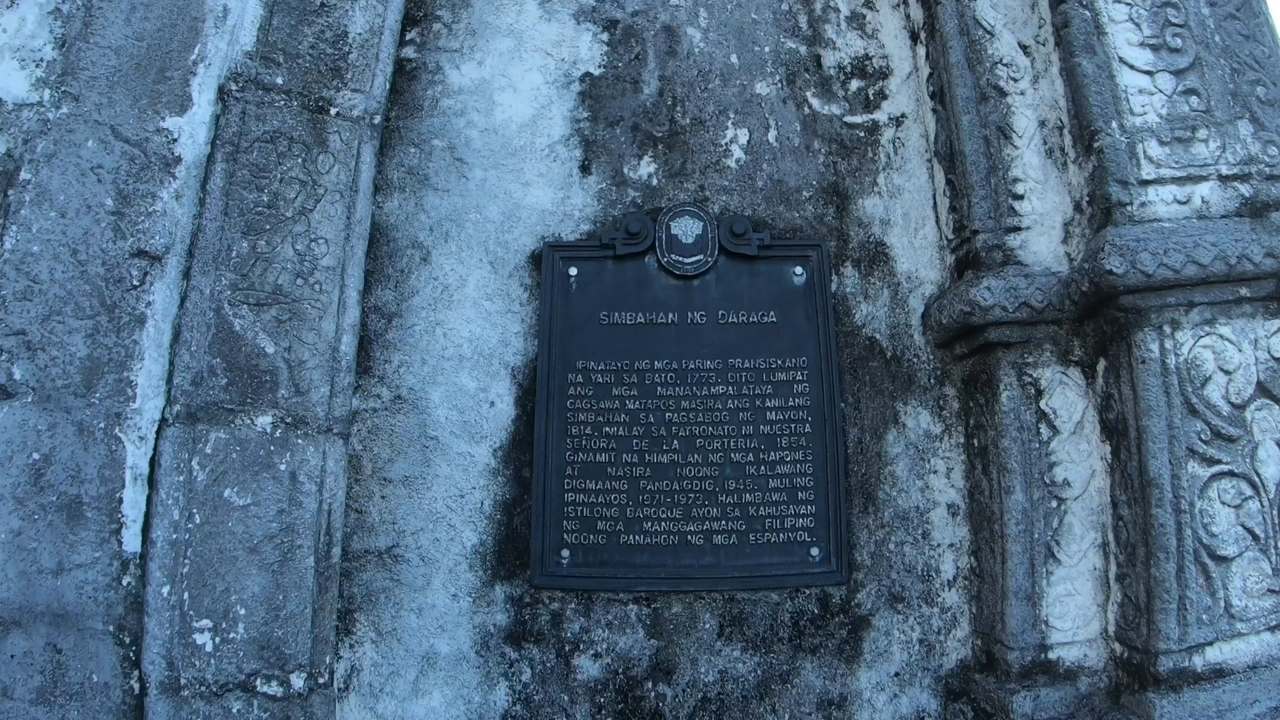 SIMBAHAN NG DARAGA
IPINATAYO NG MGA PARING PRANSISKANO
NA YARI SA BATO, 1773. DITO LUMIPAT
ANG MGA MANANAMPALATAYA NG
CAGSAWA MATAPOS MASIRA ANG KANILANG
SIMBAHAN SA PAGSABOG NG MAYON,
1814. INIALAY SA PATRONATO NI NUESTRA
SEÑORA DE LA PORTERIA, 1854.
GINAMIT NA HIMPILAN NG MGA HAPONES
AT NASIRA NOONG IKALAWANG
DIGMAANG PANDAIGDIG, 1945. MULING
IPINAAYOS, 1971-1973. HALIMBAWA NG
ISTILONG BAROQUE AYON SA KAHUSAYAN
NG MGA MANGGAGAWANG FILIPINO
NOONG PANAHON NG MGA ESPANYOL.